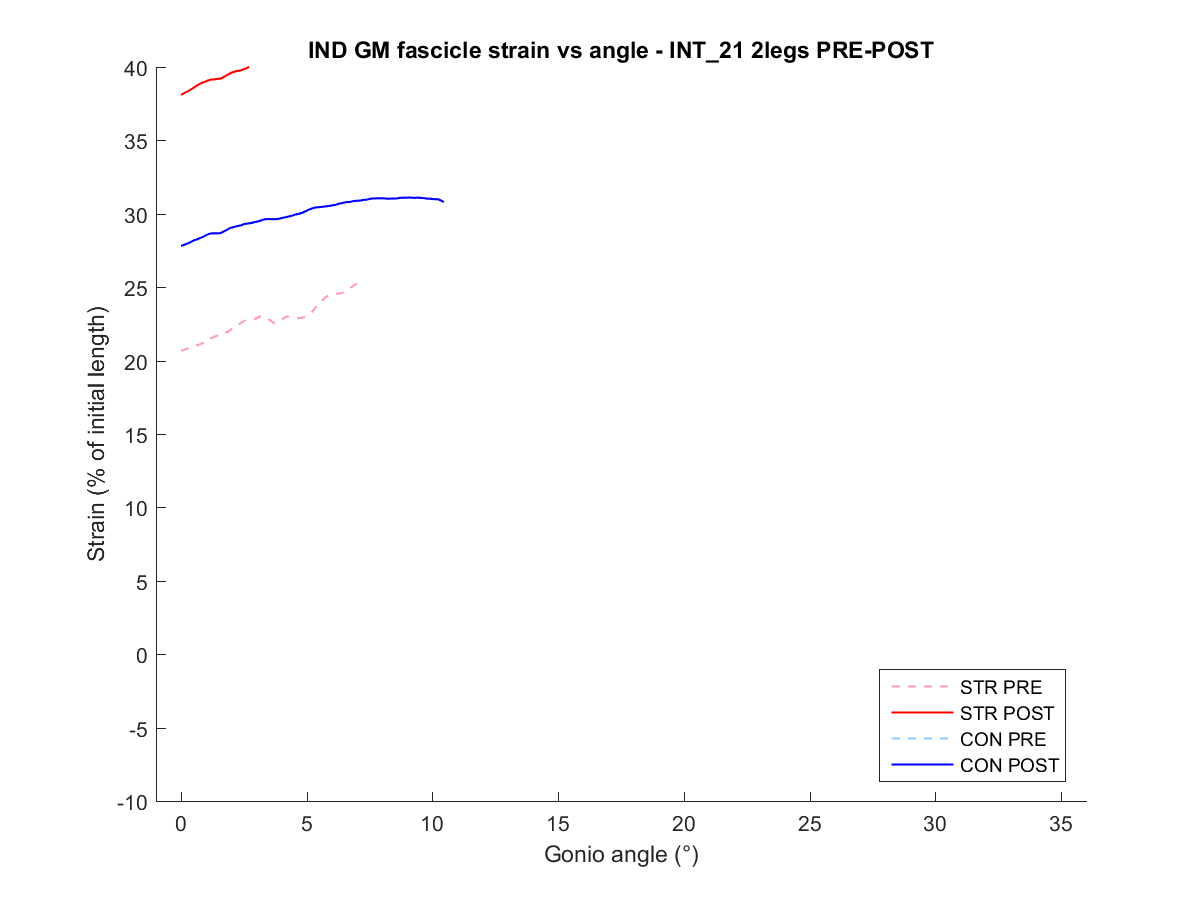 IND GM fascicle strain vs angle - INT_21 2legs PRE-POST
40
35
30
25
20
15
10
5
0
-5
-10
Strain (% of initial length)
0 5 10 15 20 25 30 35
Gonio angle (°)
STR PRE
STR POST
CON PRE
CON POST